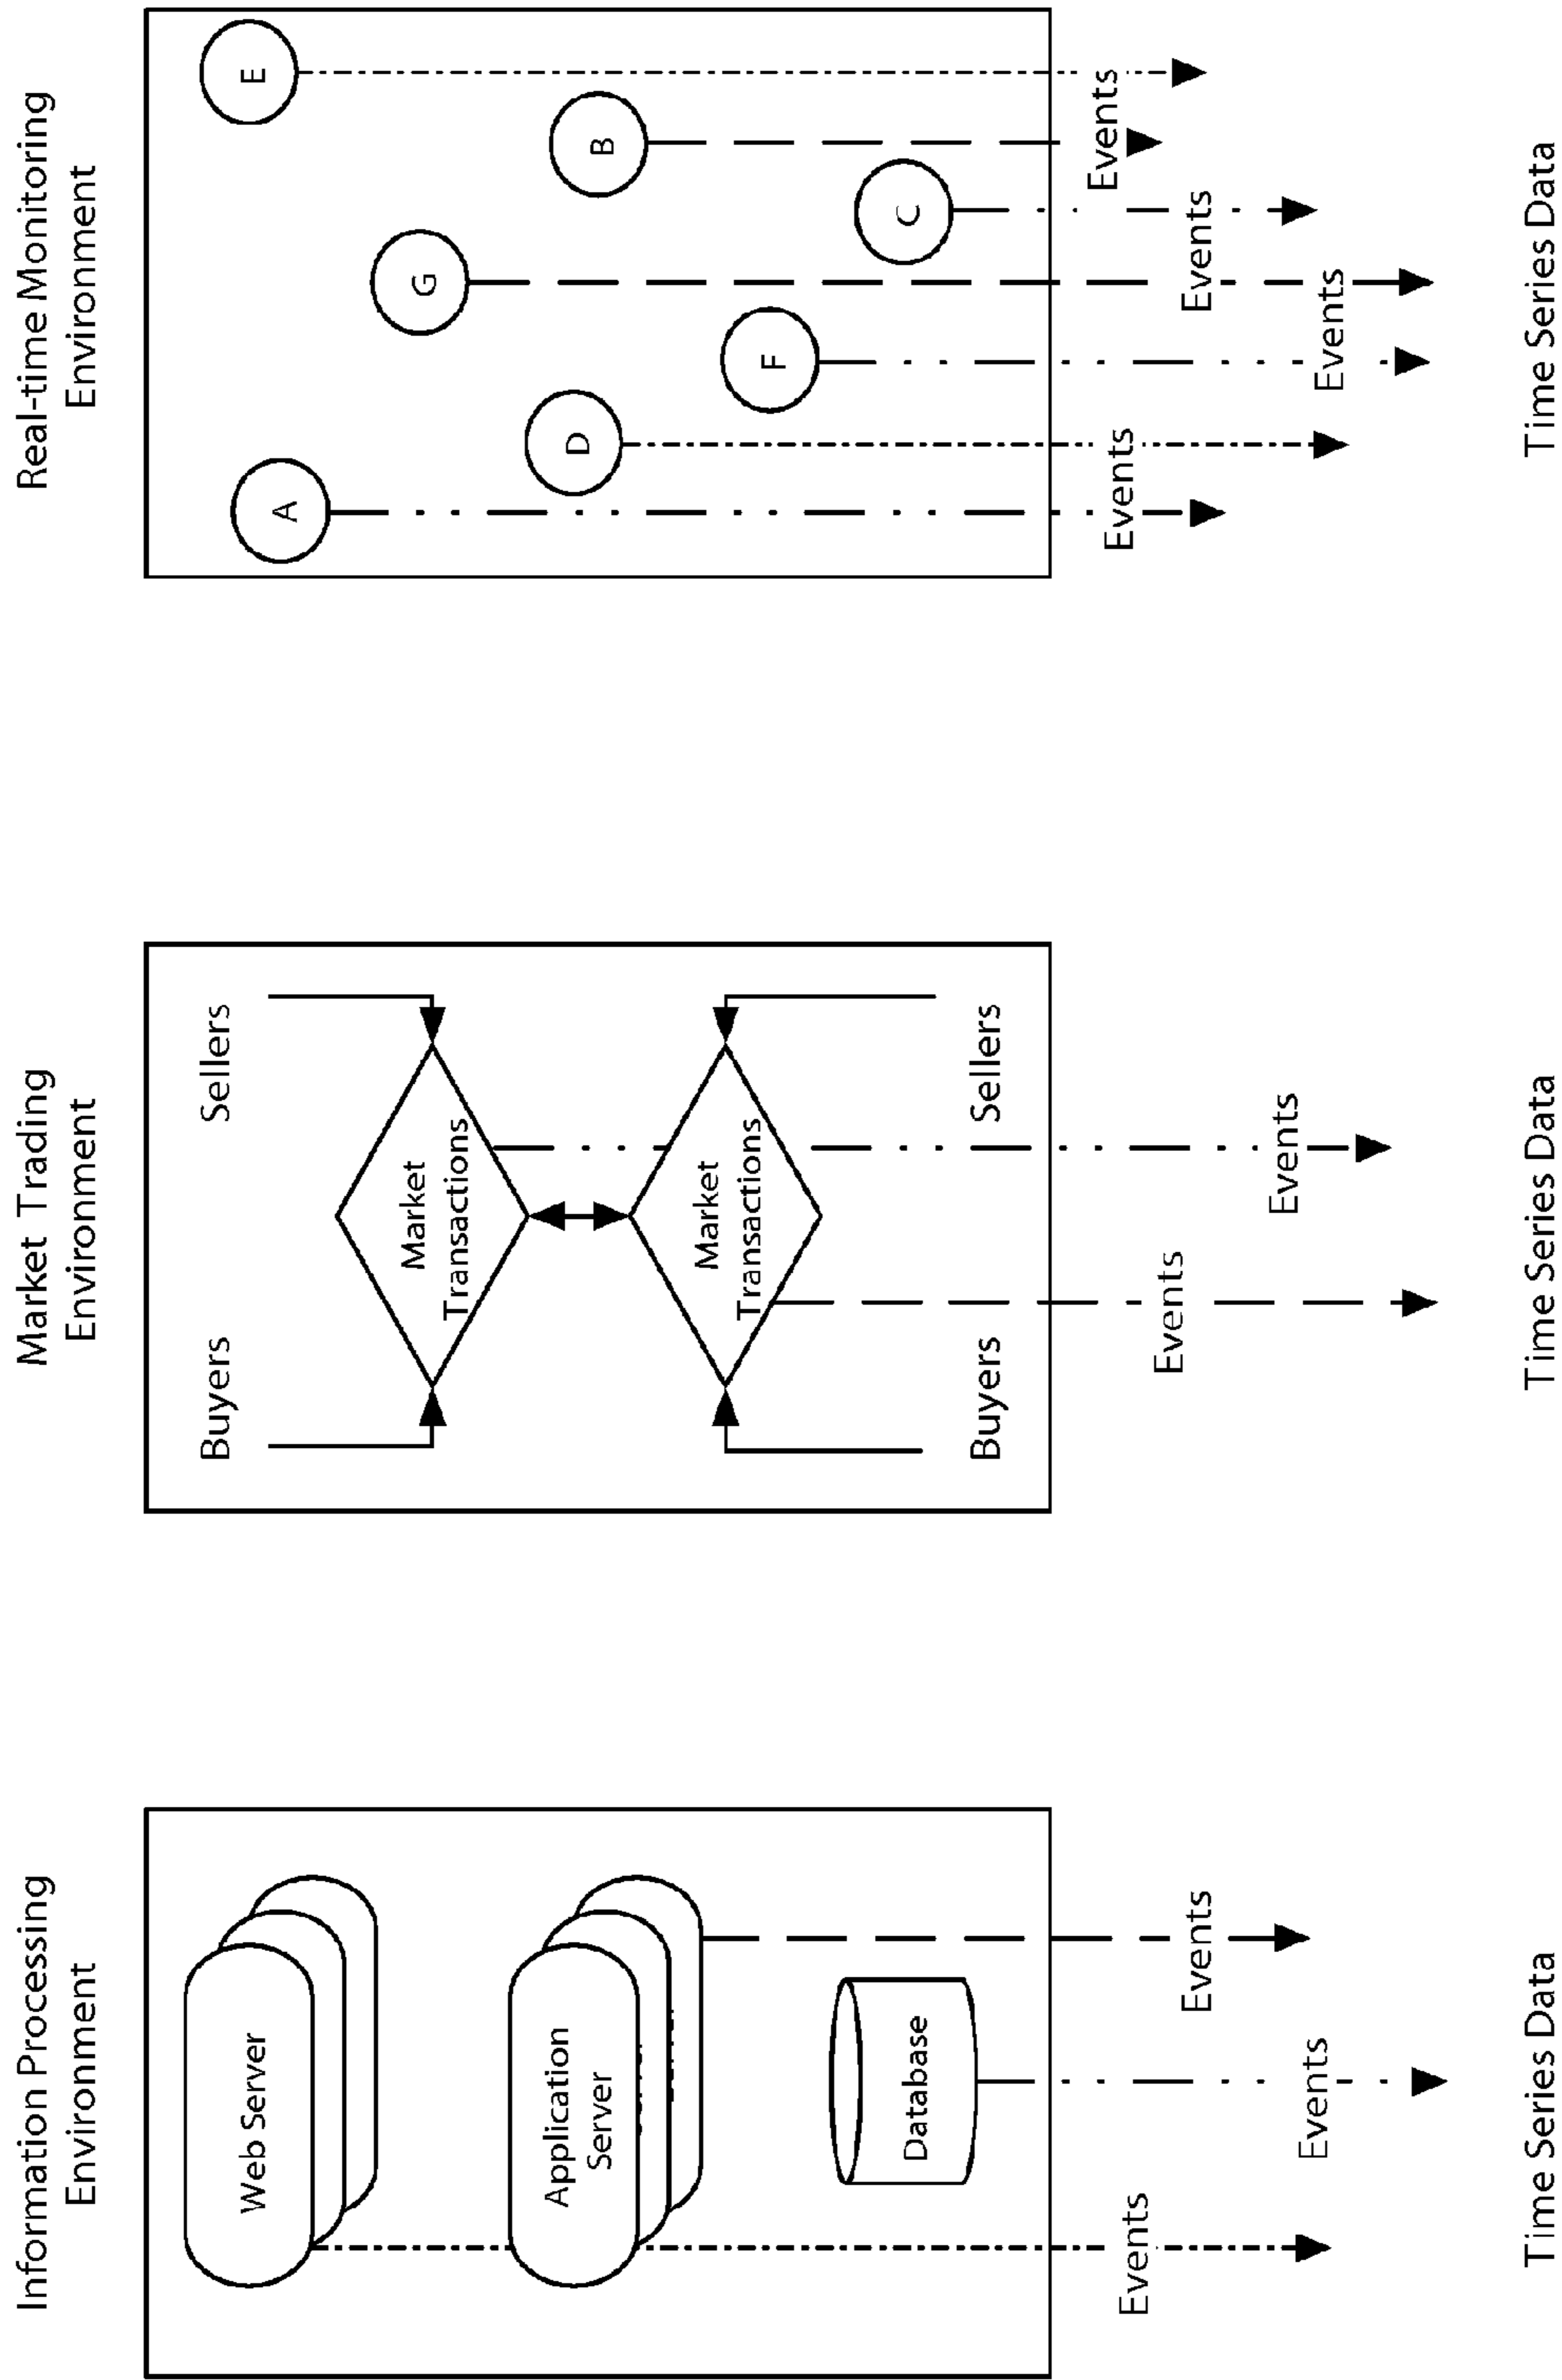 Information Processing
Environment
Web Server
Application
Server
Database
Events
Events
Events
Time Series Data
Market Trading
Environment
Buyers
Sellers
Market
Transactions
Market
Transactions
Buyers
Sellers
Events
Events
Time Series Data
Real-time Monitoring
Environment
E
A
G
B
D
F
C
Events
Events
Events
Events
Time Series Data